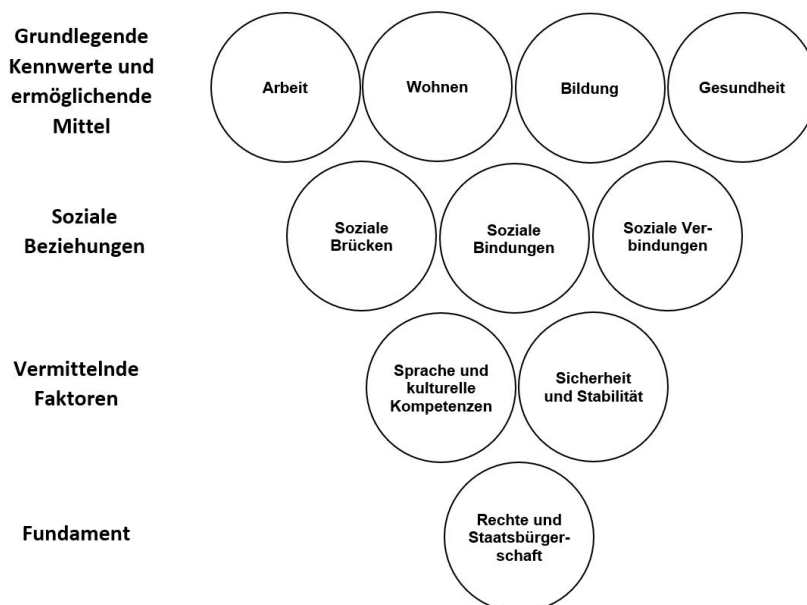 Grundlegende
Kennwerte und
ermöglichende
Mittel
Arbeit
Wohnen
Bildung
Gesundheit
Soziale
Beziehungen
Soziale
Brücken
Soziale
Bindungen
Soziale Ver-
bindungen
Vermittelnde
Faktoren
Sprache und
kulturelle
Kompetenzen
Sicherheit
und Stabilität
Fundament
Rechte und
Staatsbürger-
schaft